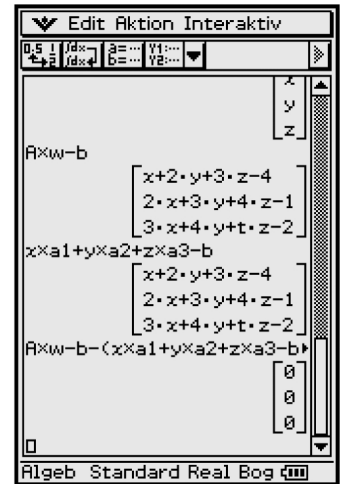 Edit Aktion Interaktiv
x
y
z
A×w-b
x+2·y+3·z-4
2·x+3·y+4·z-1
3·x+4·y+t·z-2
x×a1+y×a2+z×a3-b
x+2·y+3·z-4
2·x+3·y+4·z-1
3·x+4·y+t·z-2
A×w-b-(x×a1+y×a2+z×a3-b
0
0
0
Algeb Standard Real Bog